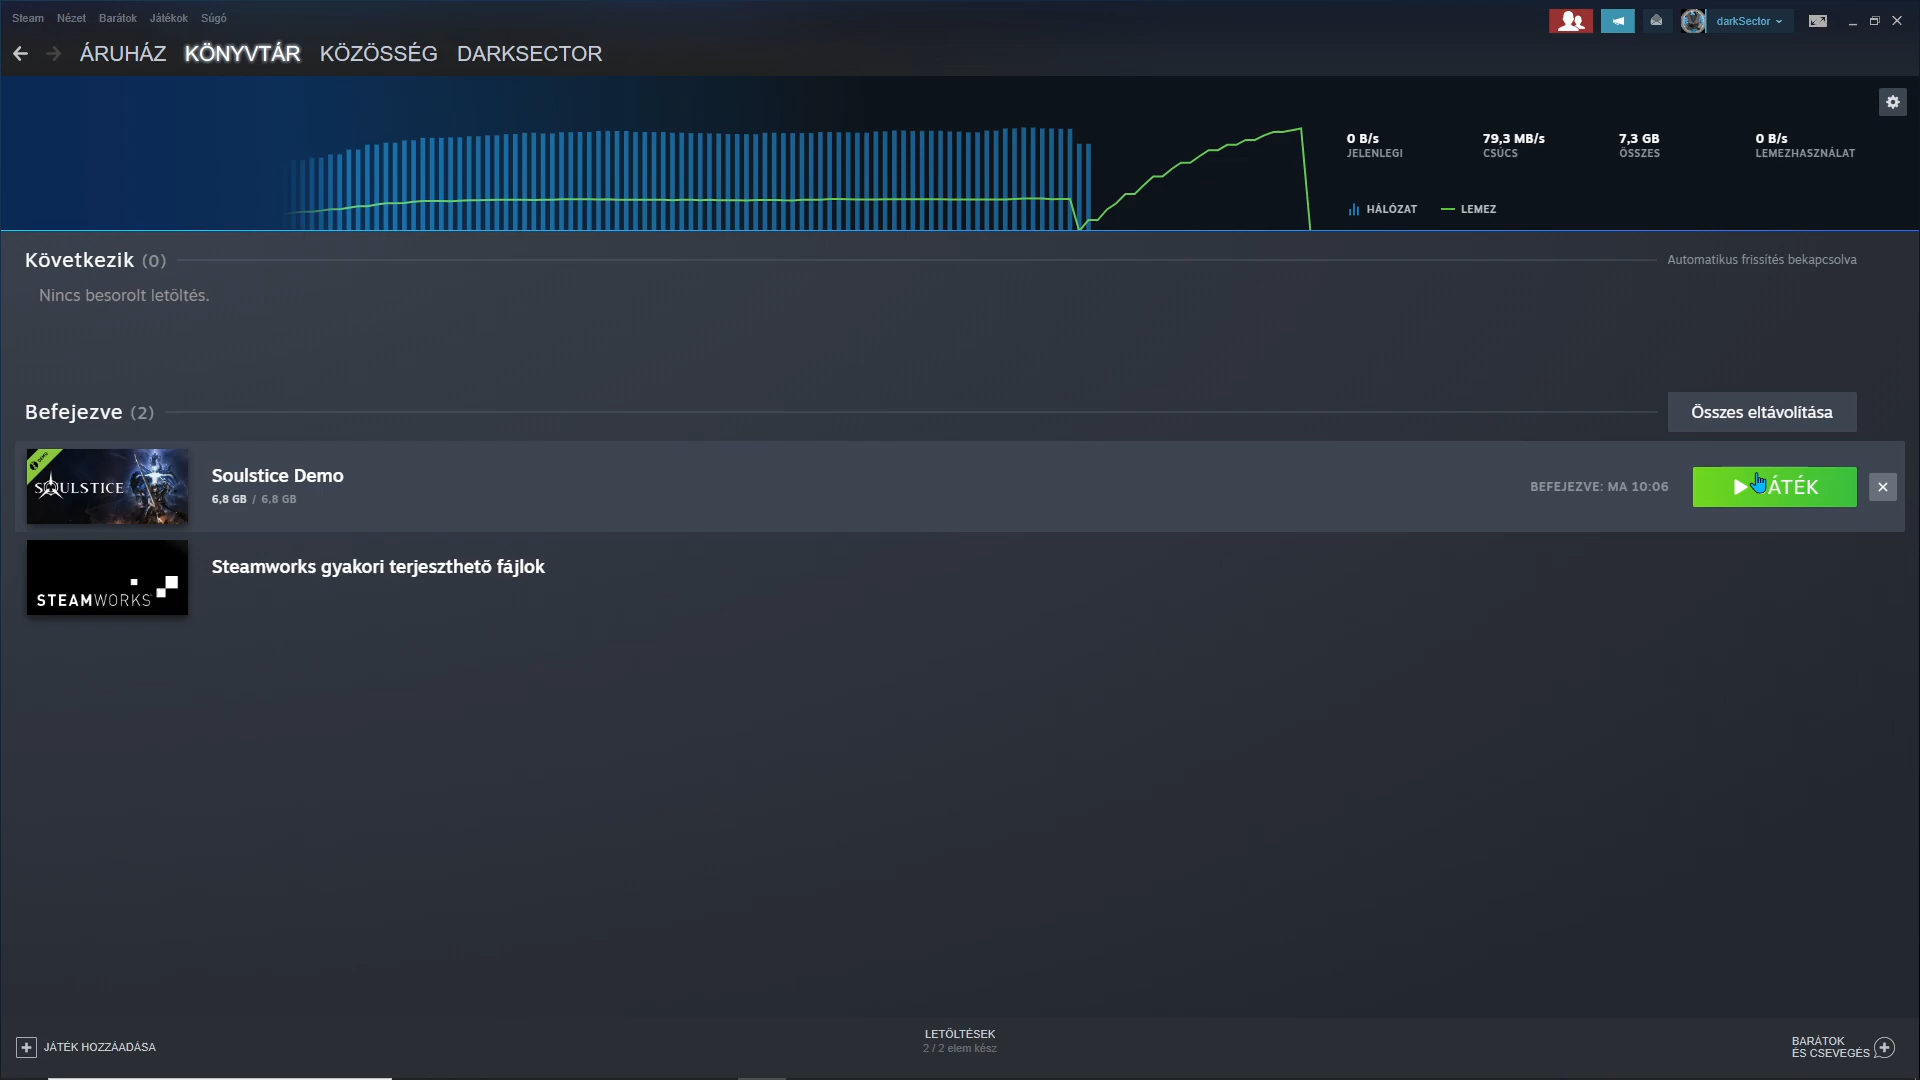 Steam Nézet Barátok Játékok Súgó
darkSector
ÁRUHÁZ KÖNYVTÁR KÖZÖSSÉG DARKSECTOR
0 B/s 79,3 MB/s 7,3 GB 0 B/s
JELENLEGI CSÚCS ÖSSZES LEMEZHASZNÁLAT
HÁLÓZAT LEMEZ
Következik (0) Automatikus frissítés bekapcsolva
Nincs besorolt letöltés.
Befejezve (2) Összes eltávolítása
DEMO
SOULSTICE
Soulstice Demo
6,8 GB / 6,8 GB
BEFEJEZVE: MA 10:06
JÁTÉK
STEAMWORKS
Steamworks gyakori terjeszthető fájlok
JÁTÉK HOZZÁADÁSA
LETÖLTÉSEK
2 / 2 elem kész
BARÁTOK
ÉS CSEVEGÉS